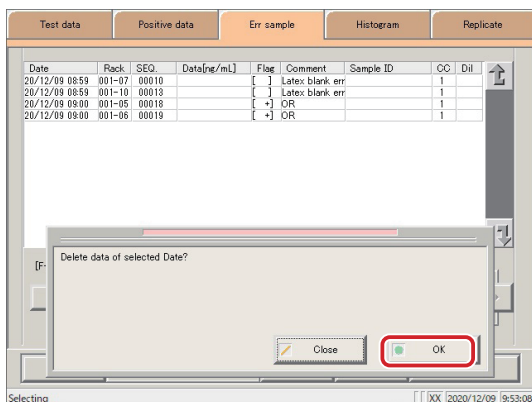 Test data Positive data Err sample Histogram Replicate
Date Rack SEQ. Data[ng/mL] Flag Comment Sample ID CC Dil
20/12/09 08:59 001-07 00010 [ ] Latex blank err 1
20/12/09 08:59 001-10 00013 [ ] Latex blank err 1
20/12/09 09:00 001-05 00018 [ +] OR 1
20/12/09 09:00 001-06 00019 [ +] OR 1
[F-
Delete data of selected Date?
Close OK
Selecting XX 2020/12/09 9:53:08